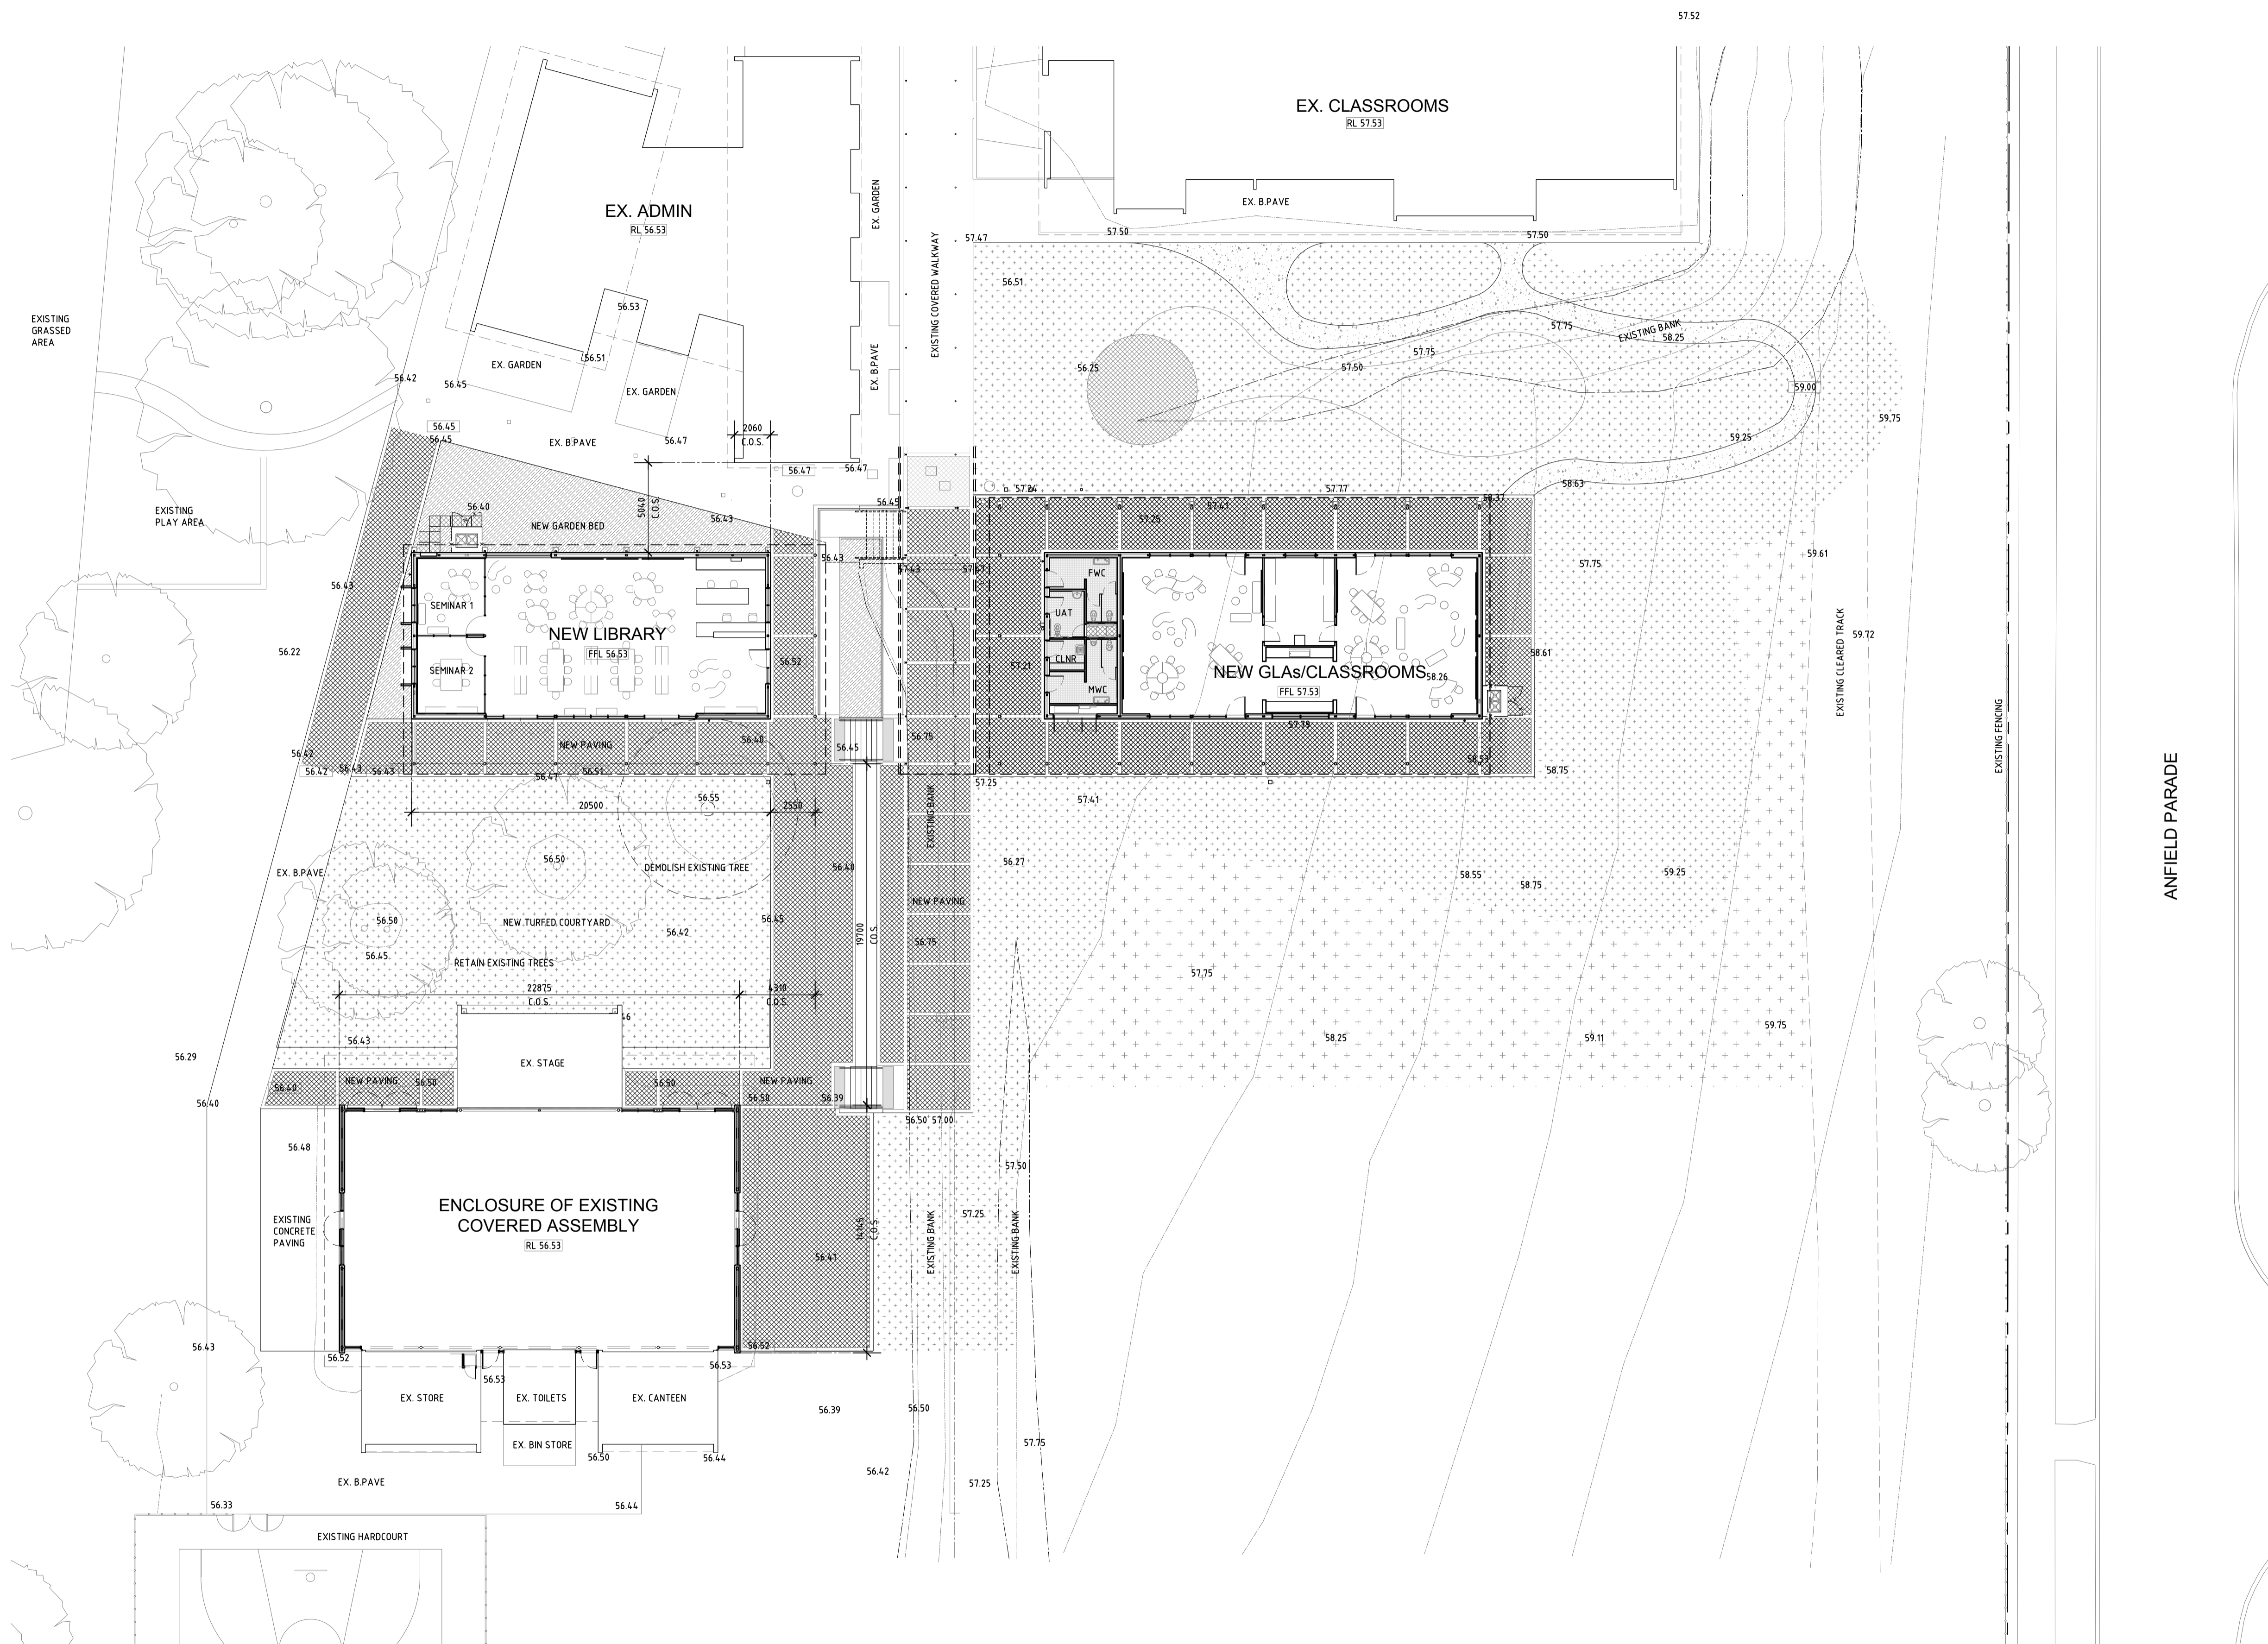 57.52
EX. CLASSROOMS
RL 57.53
EX. ADMIN
RL 56.53
EX. GARDEN
EX. B.PAVE
57.50
57.50
57.47
EXISTING COVERED WALKWAY
56.51
56.53
EXISTING
GRASSED
AREA
57.75
EXISTING BANK
58.25
56.51
EX. GARDEN
EX. B.PAVE
57.75
57.50
56.25
56.42
56.45
EX. GARDEN
59.00
59.75
56.45
56.45
EX. B.PAVE
56.47
2060
C.O.S.
59.25
56.47
56.47
58.63
57.24
57.77
58.37
EXISTING
PLAY AREA
56.40
5040
C.O.S.
56.45
57.41
57.25
56.43
NEW GARDEN BED
56.43
59.61
57.43
57.47
FWC
57.75
56.43
SEMINAR 1
UAT
EXISTING CLEARED TRACK
59.72
NEW LIBRARY
FFL 56.53
56.22
56.52
58.61
SEMINAR 2
57.21
CLNR
NEW GLAs/CLASSROOMS
58.26
MWC
FFL 57.53
57.79
EXISTING FENCING
56.75
56.42
NEW PAVING
56.40
56.45
58.53
56.42
56.43
56.43
56.47
56.51
58.75
57.25
ANFIELD PARADE
20500
2550
56.55
57.41
EXISTING BANK
56.50
DEMOLISH EXISTING TREE
56.40
56.27
EX. B.PAVE
58.55
58.75
59.25
NEW PAVING
56.50
NEW TURFED COURTYARD
56.45
56.42
19700
C.O.S.
56.75
56.45
RETAIN EXISTING TREES
57.75
22875
C.O.S.
4310
C.O.S.
59.75
56.43
58.25
59.11
56.29
EX. STAGE
56.40
NEW PAVING
56.50
56.50
NEW PAVING
56.40
56.50
56.39
56.50
57.00
56.48
57.50
ENCLOSURE OF EXISTING
COVERED ASSEMBLY
RL 56.53
EXISTING
CONCRETE
PAVING
14145
C.O.S.
57.25
EXISTING BANK
EXISTING BANK
56.41
56.43
56.52
56.52
56.53
56.53
EX. STORE
EX. TOILETS
EX. CANTEEN
56.39
56.50
EX. BIN STORE
56.50
56.44
57.75
56.42
EX. B.PAVE
57.25
56.33
56.44
EXISTING HARDCOURT